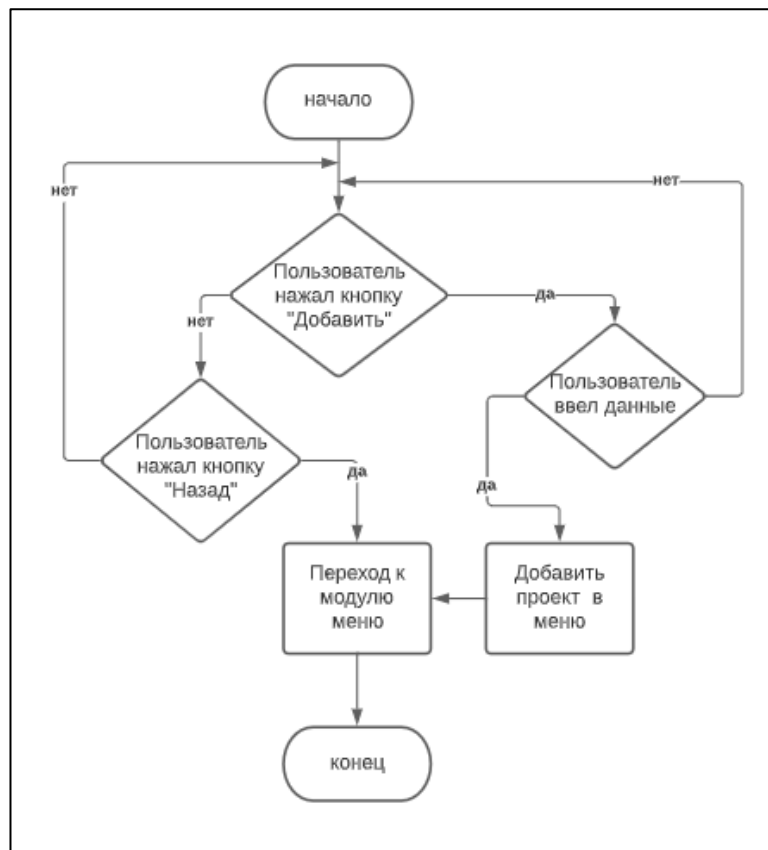 начало
нет
нет
Пользователь
нажал кнопку
"Добавить"
да
нет
Пользователь
ввел данные
Пользователь
нажал кнопку
"Назад"
да
да
Переход к
модулю
меню
Добавить
проект в
меню
конец